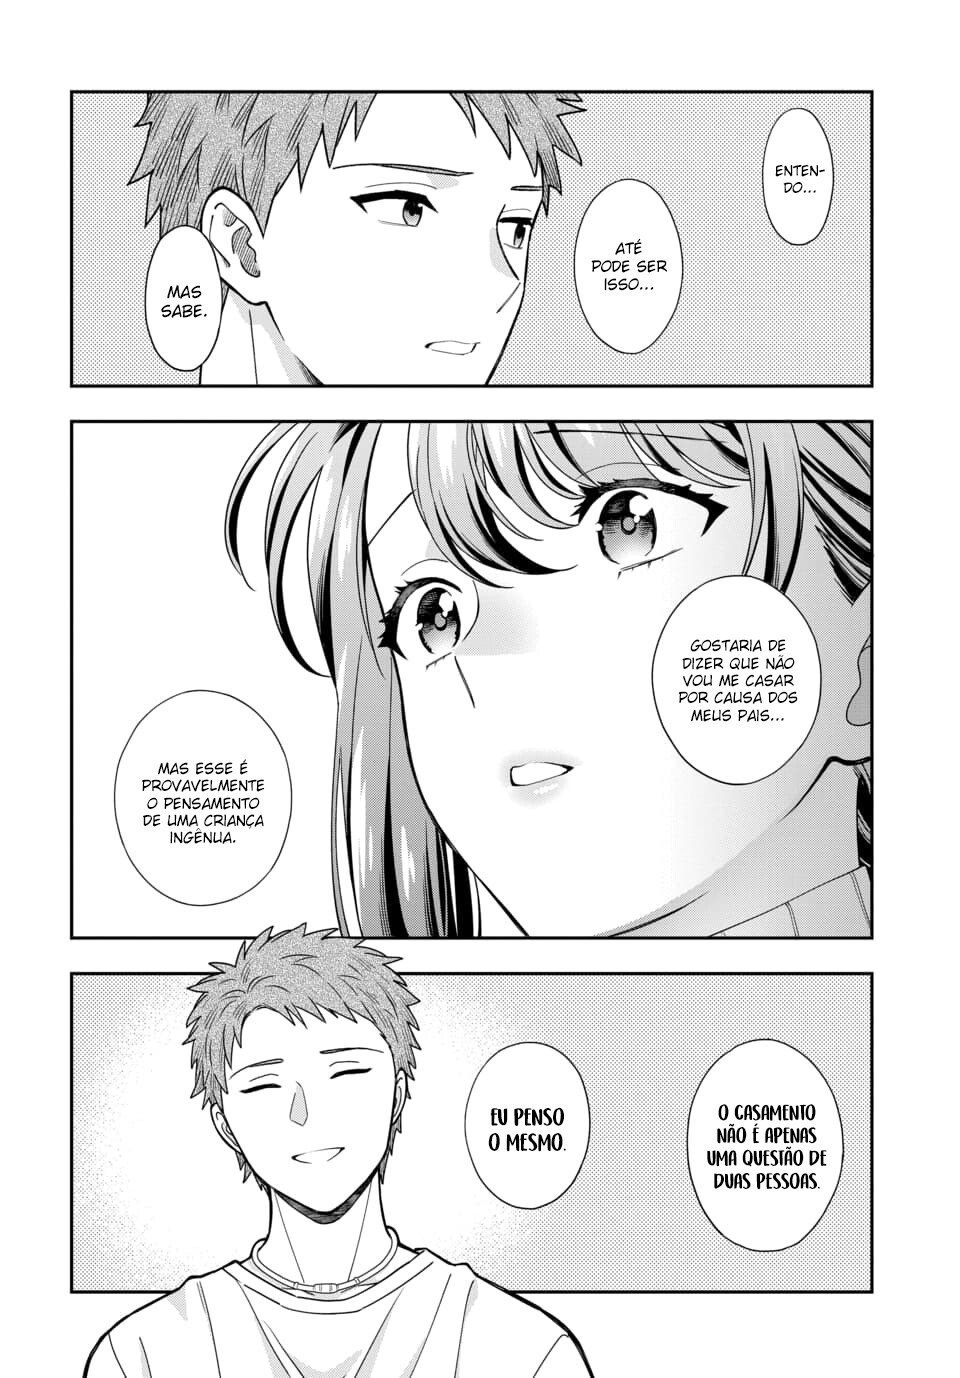 ENTEN-
DO...
ATÉ
PODE SER
ISSO...
MAS
SABE.
GOSTARIA DE
DIZER QUE NÃO
VOU ME CASAR
POR CAUSA DOS
MEUS PAIS...
MAS ESSE É
PROVAVELMENTE
O PENSAMENTO
DE UMA CRIANÇA
INGÊNUA.
O CASAMENTO
NÃO É APENAS
UMA QUESTÃO DE
DUAS PESSOAS.
EU PENSO
O MESMO.